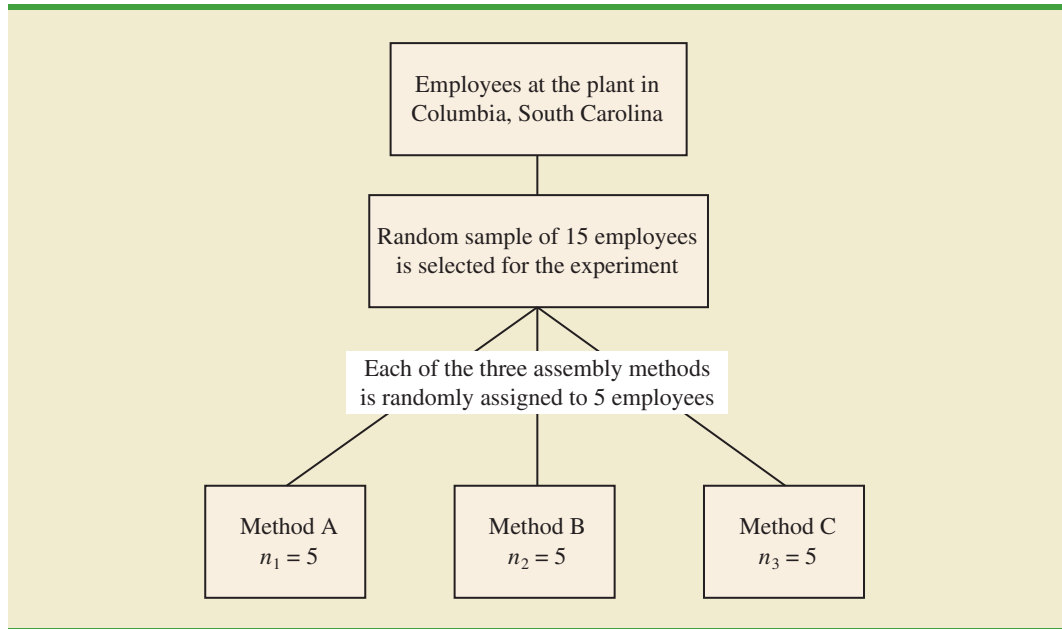 Employees at the plant in
Columbia, South Carolina
Random sample of 15 employees
is selected for the experiment
Each of the three assembly methods
is randomly assigned to 5 employees
Method A
n₁ = 5
Method B
n₂ = 5
Method C
n₃ = 5